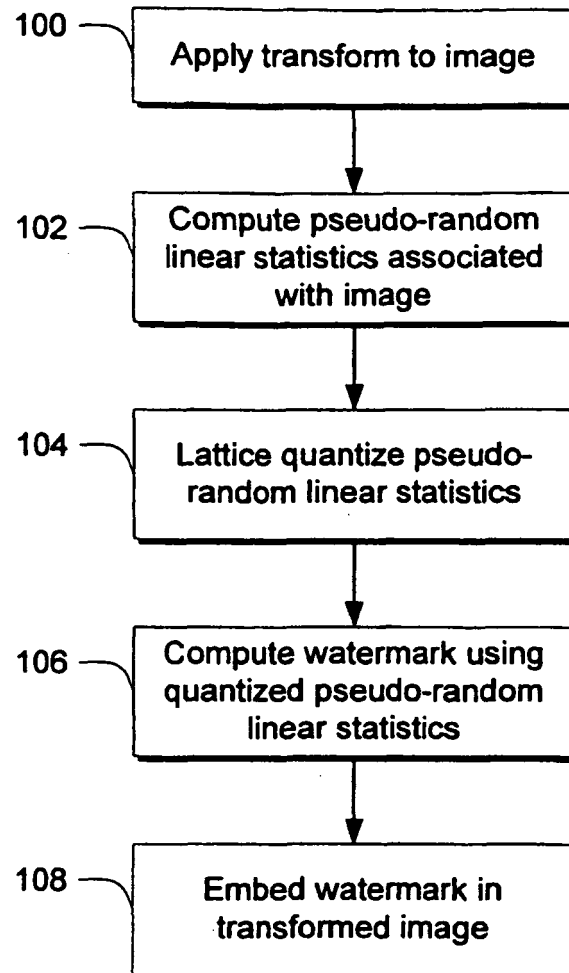 100
Apply transform to image
102
Compute pseudo-random
linear statistics associated
with image
104
Lattice quantize pseudo-
random linear statistics
106
Compute watermark using
quantized pseudo-random
linear statistics
108
Embed watermark in
transformed image